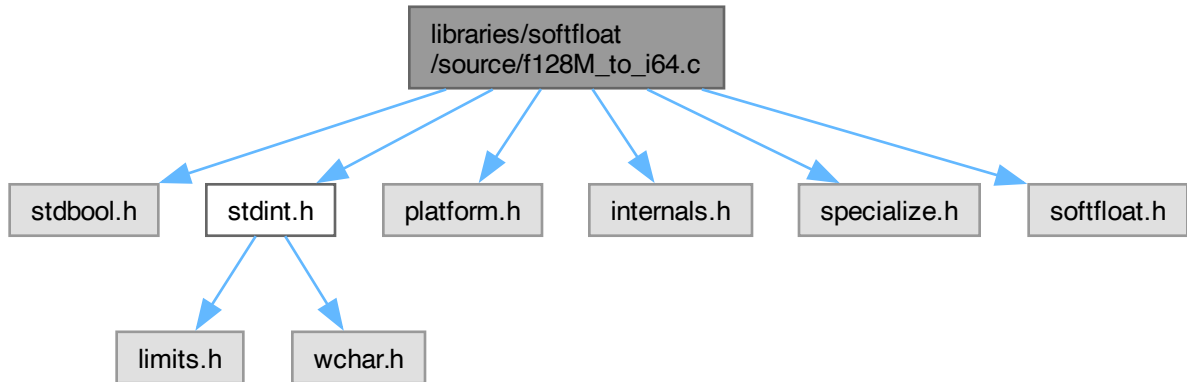 libraries/softfloat
/source/f128M_to_i64.c
stdbool.h
stdint.h
platform.h
internals.h
specialize.h
softfloat.h
limits.h
wchar.h